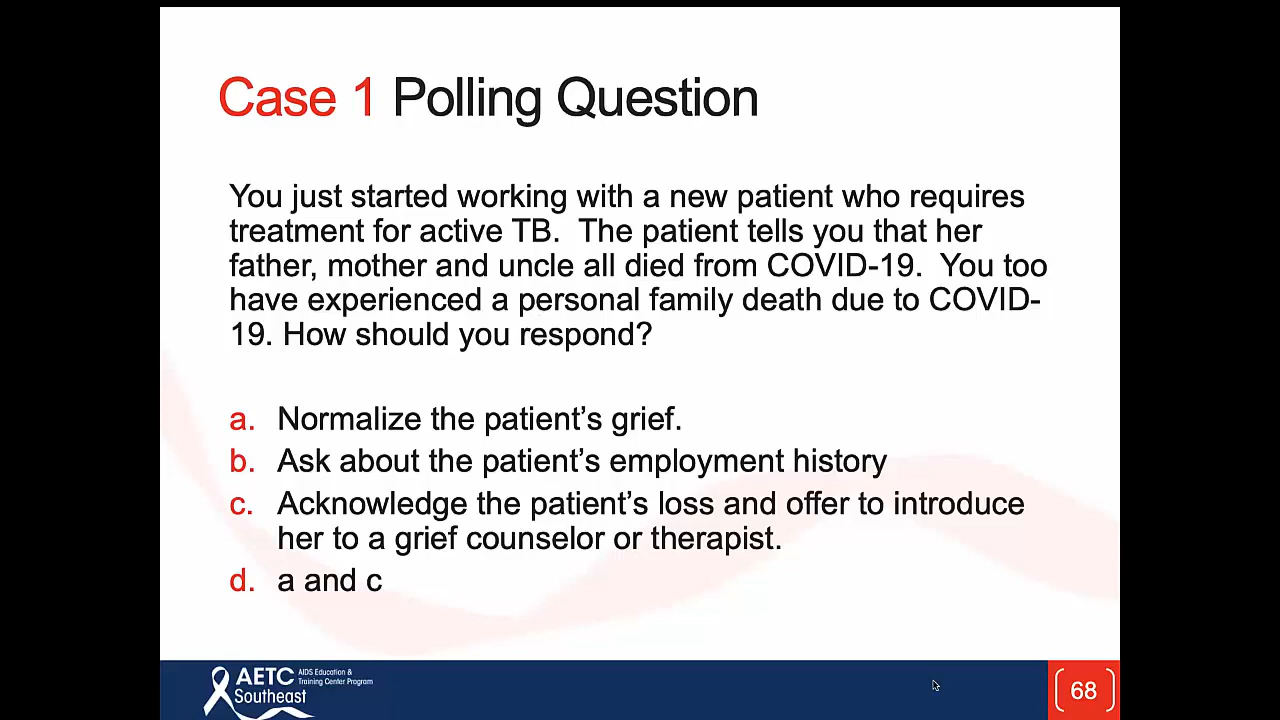 Case 1 Polling Question
You just started working with a new patient who requires
treatment for active TB.  The patient tells you that her
father, mother and uncle all died from COVID-19.  You too
have experienced a personal family death due to COVID-
19. How should you respond?
a. Normalize the patient’s grief.
b. Ask about the patient’s employment history
c. Acknowledge the patient’s loss and offer to introduce
her to a grief counselor or therapist.
d. a and c
AETC AIDS Education &
Training Center Program
Southeast
68